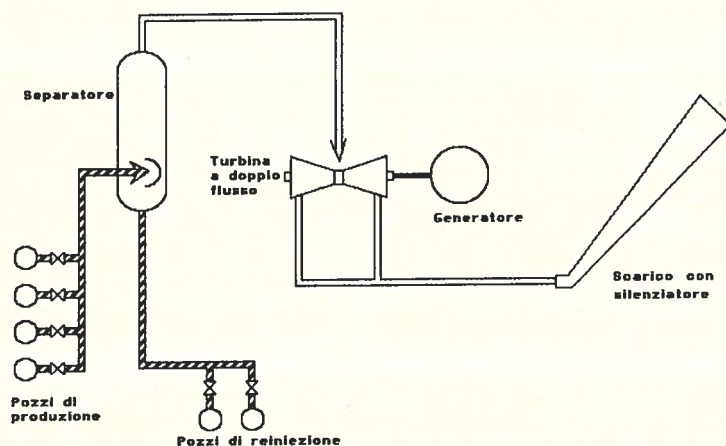 Separatore
Turbina
a doppio
flusso
Generatore
Scarico con
silenziatore
Pozzi di
produzione
Pozzi di reiniezione